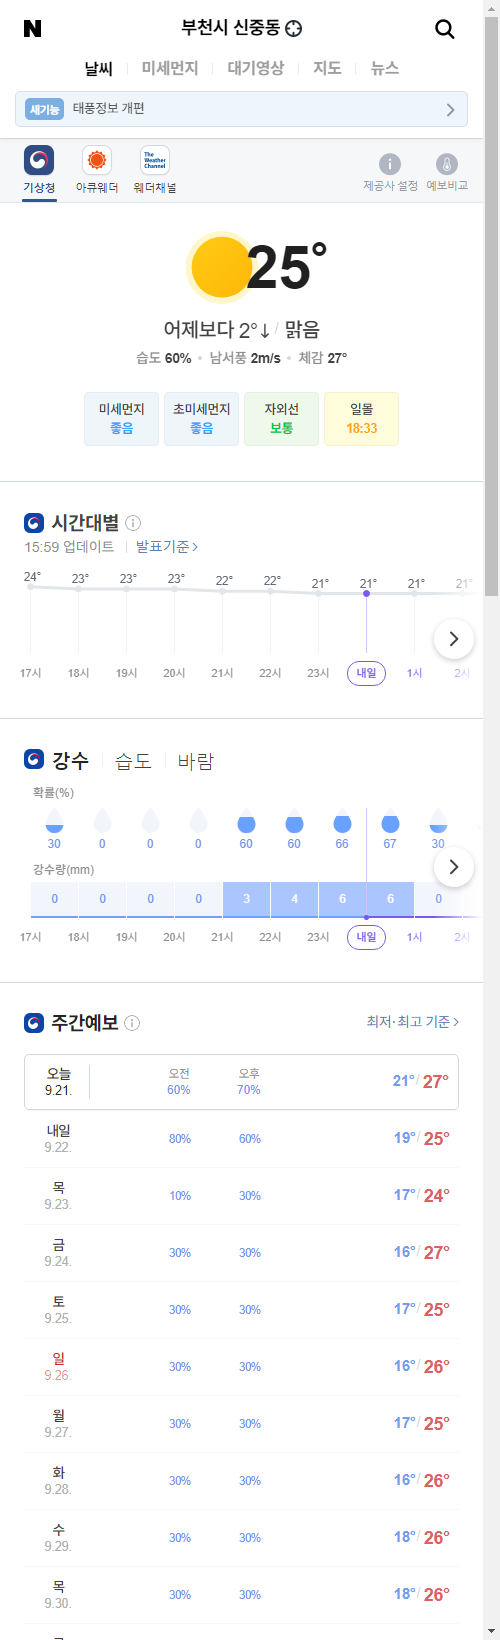 N 부천시 신중동
날씨 미세먼지 대기영상 지도 뉴스
새기능 태풍정보 개편
The Weather Channel
기상청 아큐웨더 웨더채널 제공사 설정 예보비교
25°
어제보다 2°↓ / 맑음
습도 60% • 남서풍 2m/s • 체감 27°
미세먼지 초미세먼지 자외선 일몰
좋음 좋음 보통 18:33
시간대별
15:59 업데이트 발표기준 >
24° 23° 23° 23° 22° 22° 21° 21° 21° 21°
17시 18시 19시 20시 21시 22시 23시 내일 1시 2시
강수 습도 바람
확률(%)
30 0 0 0 60 60 66 67 30
강수량(mm)
0 0 0 0 3 4 6 6 0
17시 18시 19시 20시 21시 22시 23시 내일 1시 2시
주간예보 최저·최고 기준 >
오늘 오전 오후
9.21. 60% 70% 21°/ 27°
내일
9.22. 80% 60% 19°/ 25°
목
9.23. 10% 30% 17°/ 24°
금
9.24. 30% 30% 16°/ 27°
토
9.25. 30% 30% 17°/ 25°
일
9.26. 30% 30% 16°/ 26°
월
9.27. 30% 30% 17°/ 25°
화
9.28. 30% 30% 16°/ 26°
수
9.29. 30% 30% 18°/ 26°
목
9.30. 30% 30% 18°/ 26°